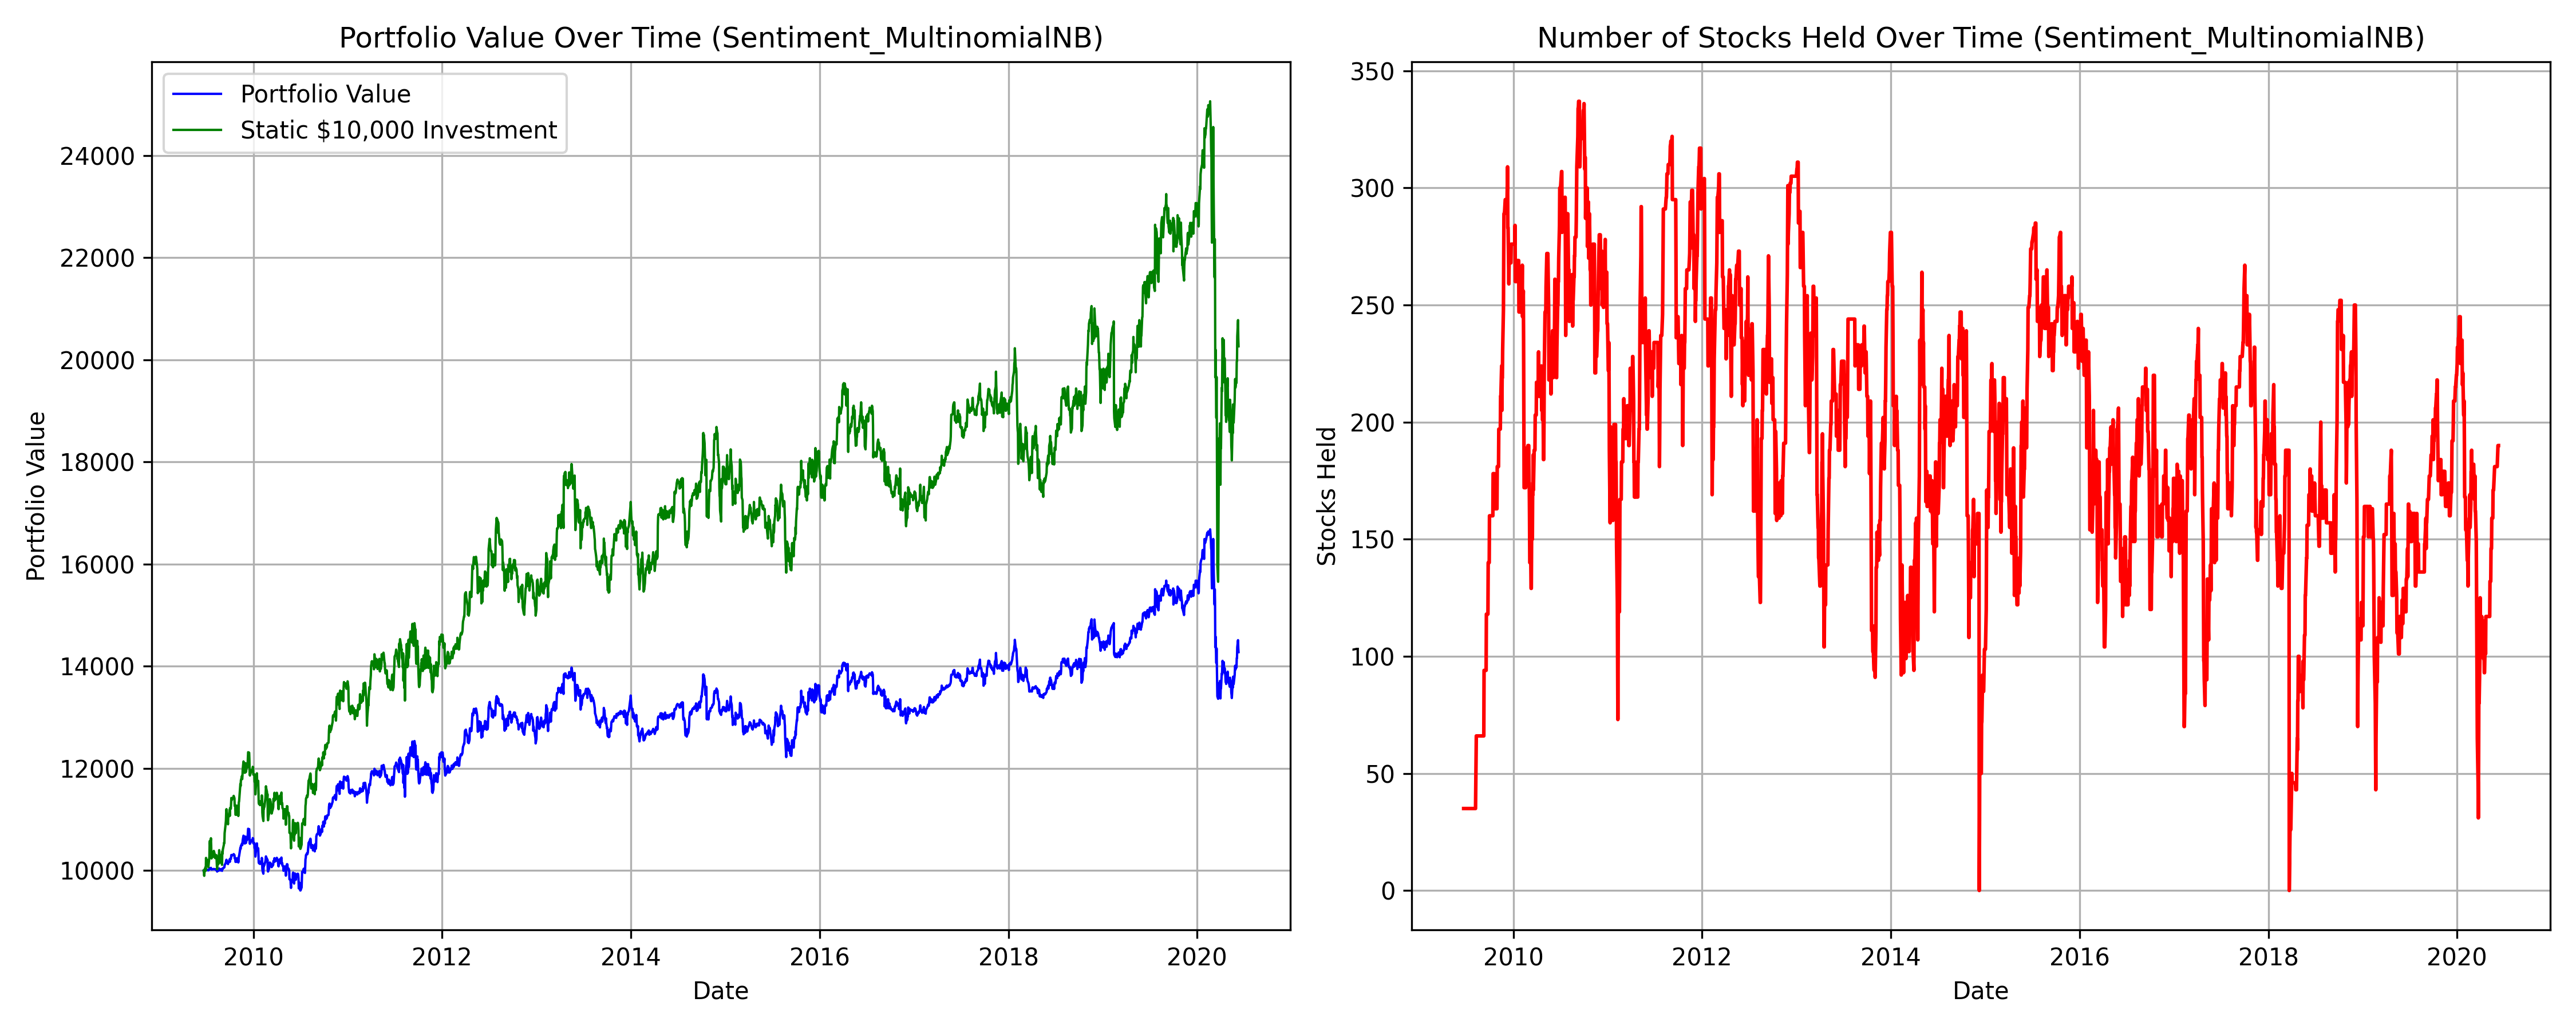 Portfolio Value Over Time (Sentiment_MultinomialNB)
Portfolio Value
Static $10,000 Investment
24000
22000
20000
18000
16000
14000
12000
10000
Portfolio Value
2010 2012 2014 2016 2018 2020
Date
Number of Stocks Held Over Time (Sentiment_MultinomialNB)
350
300
250
200
150
100
50
0
Stocks Held
2010 2012 2014 2016 2018 2020
Date